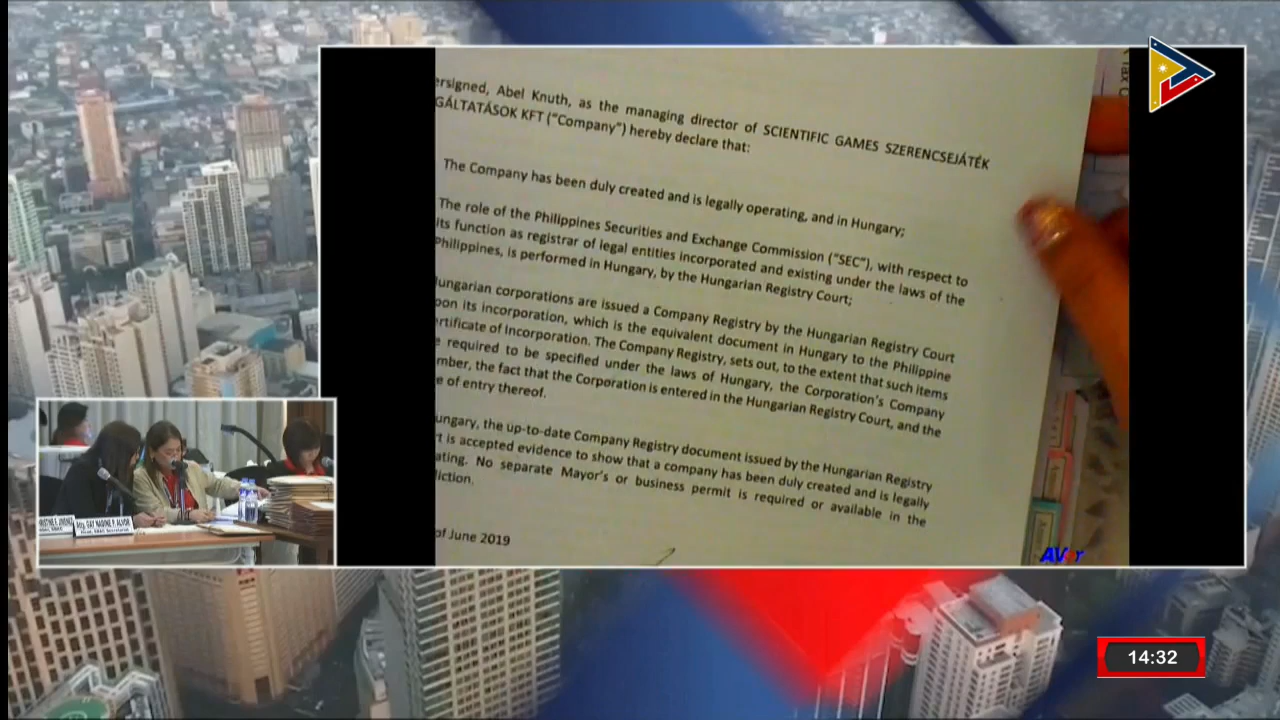 ersigned, Abel Knuth, as the managing director of SCIENTIFIC GAMES SZERENCSEJÁTÉK
GÁLTATÁSOK KFT ("Company") hereby declare that:
The Company has been duly created and is legally operating, and in Hungary;
The role of the Philippines Securities and Exchange Commission ("SEC"), with respect to
its function as registrar of legal entities incorporated and existing under the laws of the
Philippines, is performed in Hungary, by the Hungarian Registry Court;
ungarian corporations are issued a Company Registry by the Hungarian Registry Court
pon its incorporation, which is the equivalent document in Hungary to the Philippine
rtificate of Incorporation. The Company Registry, sets out, to the extent that such items
e required to be specified under the laws of Hungary, the Corporation's Company
mber, the fact that the Corporation is entered in the Hungarian Registry Court, and the
e of entry thereof.
ungary, the up-to-date Company Registry document issued by the Hungarian Registry
rt is accepted evidence to show that a company has been duly created and is legally
ating. No separate Mayor's or business permit is required or available in the
diction.
of June 2019
AVer
Atty. GAY NADINE P. ALVOR
14:32